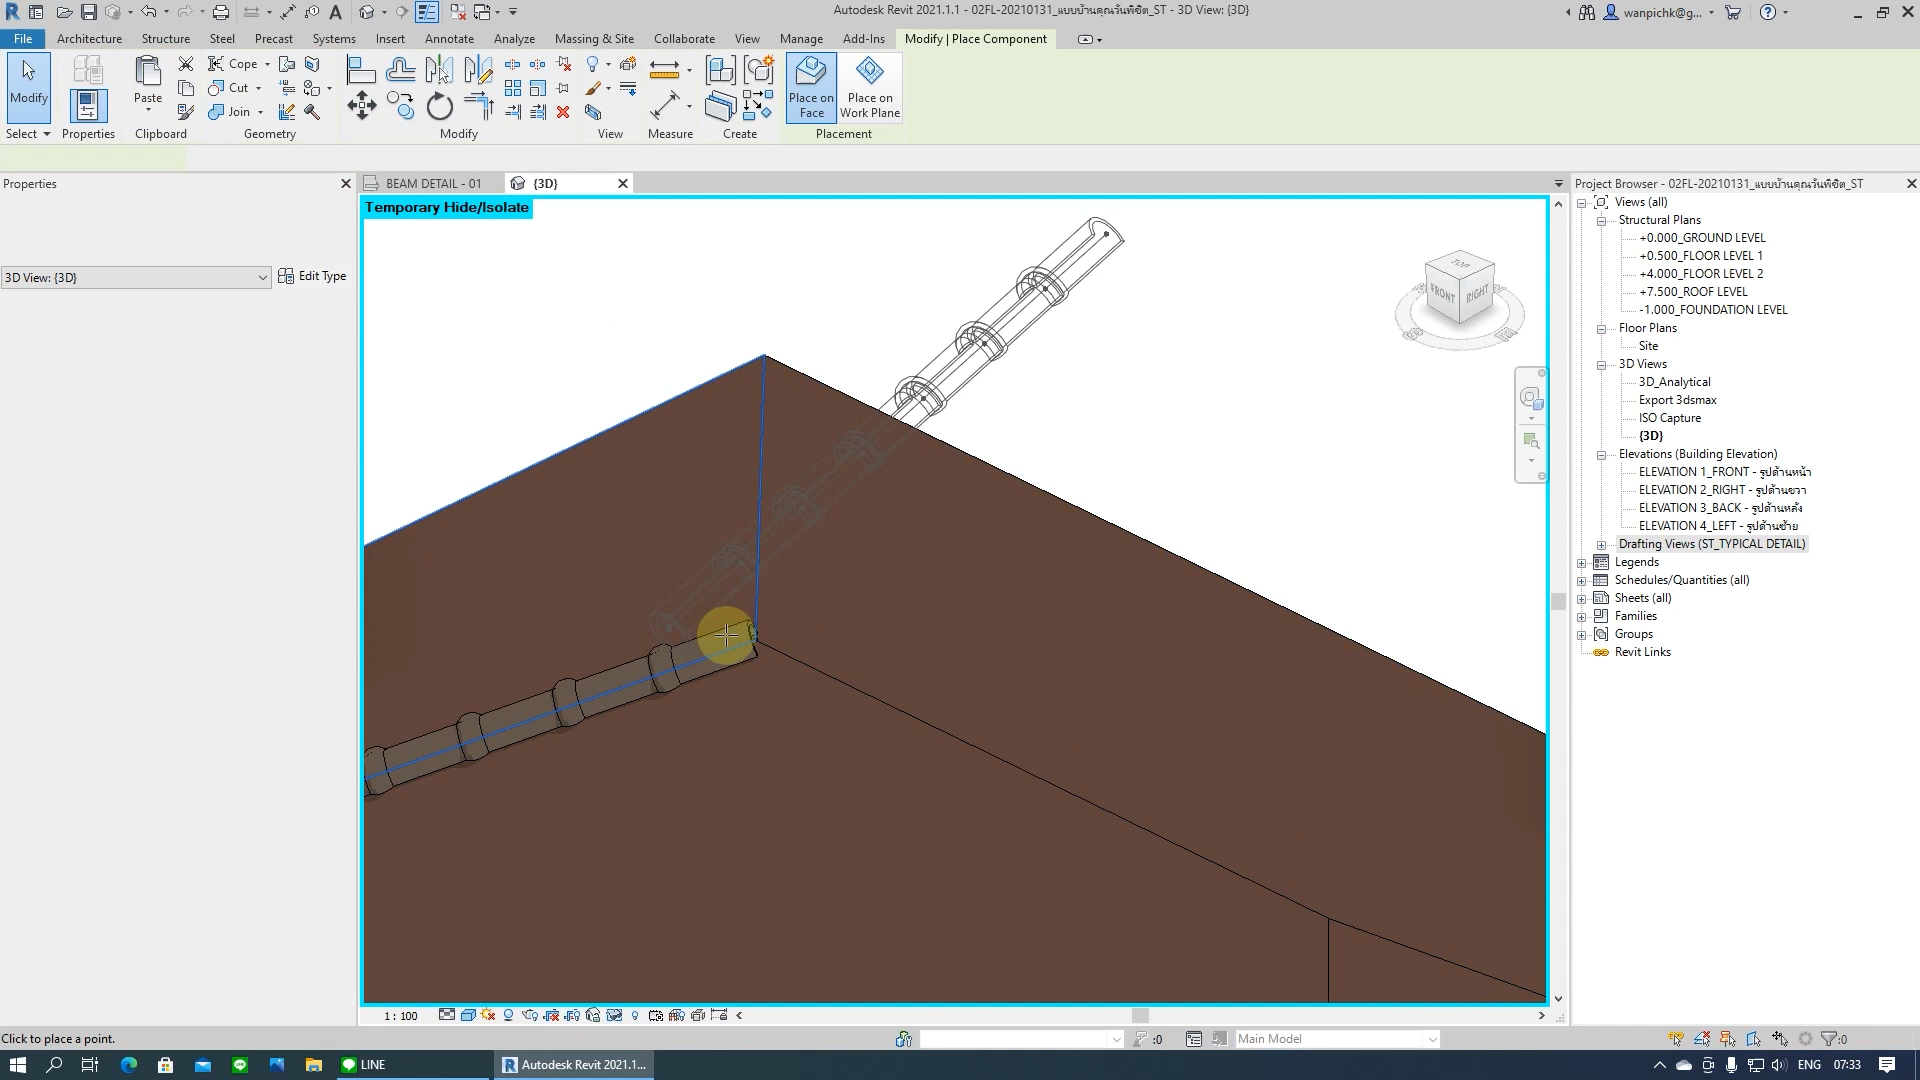 Autodesk Revit 2021.1.1 - 02FL-20210131_แบบบ้านคุณวันพิชิต_ST - 3D View: {3D}
wanpichk@g...
File
Architecture
Structure
Steel
Precast
Systems
Insert
Annotate
Analyze
Massing & Site
Collaborate
View
Manage
Add-Ins
Modify | Place Component
Modify
Paste
Cope
Cut
Join
Place on
Face
Place on
Work Plane
Select
Properties
Clipboard
Geometry
Modify
View
Measure
Create
Placement
Properties
BEAM DETAIL - 01
{3D}
Project Browser - 02FL-20210131_แบบบ้านคุณวันพิชิต_ST
Temporary Hide/Isolate
3D View: {3D}
Edit Type
TOP
FRONT
RIGHT
Views (all)
Structural Plans
+0.000_GROUND LEVEL
+0.500_FLOOR LEVEL 1
+4.000_FLOOR LEVEL 2
+7.500_ROOF LEVEL
-1.000_FOUNDATION LEVEL
Floor Plans
Site
3D Views
3D_Analytical
Export 3dsmax
ISO Capture
{3D}
Elevations (Building Elevation)
ELEVATION 1_FRONT - รูปด้านหน้า
ELEVATION 2_RIGHT - รูปด้านขวา
ELEVATION 3_BACK - รูปด้านหลัง
ELEVATION 4_LEFT - รูปด้านซ้าย
Drafting Views (ST_TYPICAL DETAIL)
Legends
Schedules/Quantities (all)
Sheets (all)
Families
Groups
Revit Links
1 : 100
Click to place a point.
:0
Main Model
:0
LINE
Autodesk Revit 2021.1...
ENG
07:33